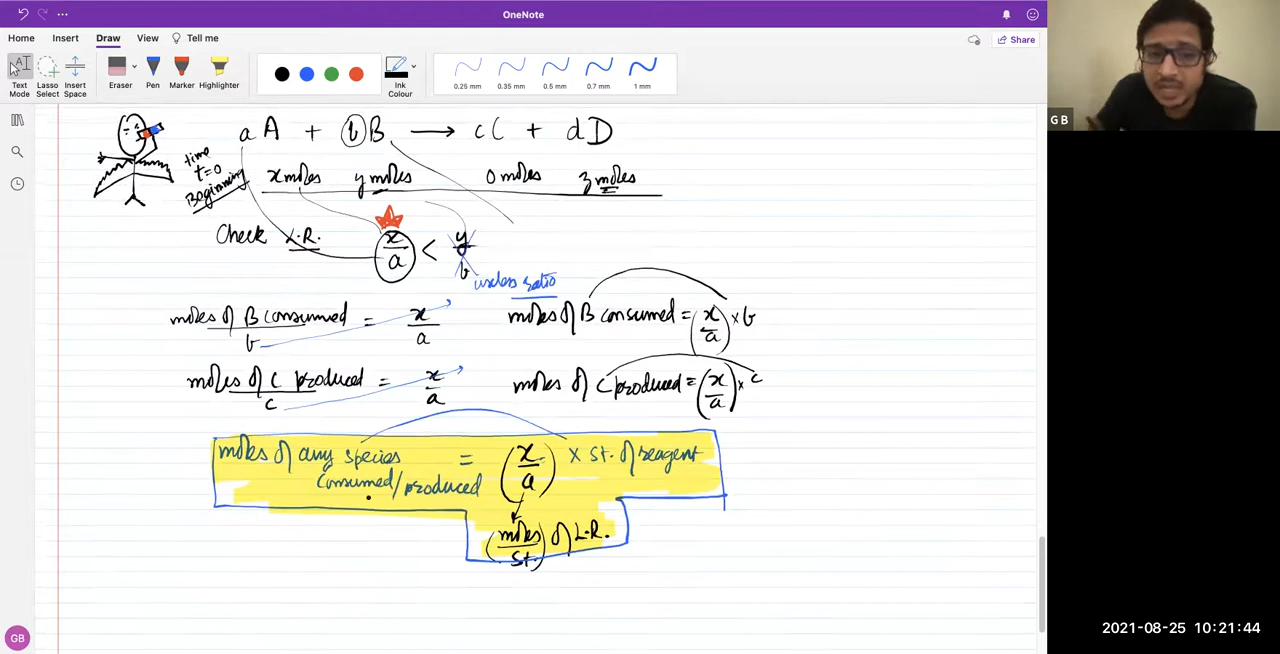 OneNote
Home Insert Draw View Tell me
Share
Text Mode
Lasso Select
Insert Space
Eraser
Pen
Marker
Highlighter
Ink Colour
0.25 mm 0.35 mm 0.5 mm 0.7 mm 1 mm
G B
aA + bB ⟶ cC + dD
time t=0 Beginning
x moles y moles 0 moles z moles
Check L.R. x/a < y/b
useless ratio
moles of B consumed / b = x/a
moles of B consumed = (x/a) × b
moles of C produced / c = x/a
moles of C produced = (x/a) × c
moles of any species consumed/produced = (x/a) × St. of reagent
(moles/St.) of L.R.
GB
2021-08-25 10:21:44